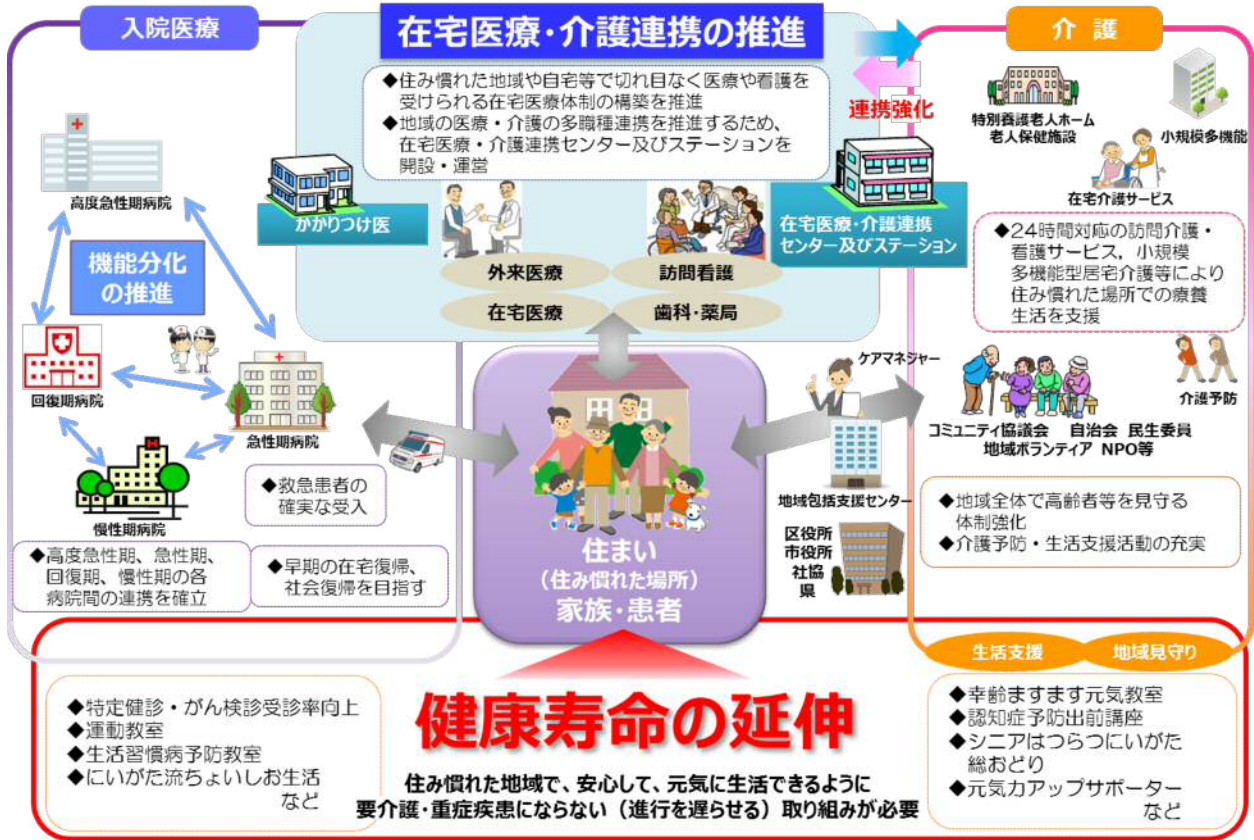 入院医療
在宅医療・介護連携の推進
介 護
◆住み慣れた地域や自宅等で切れ目なく医療や看護を
受けられる在宅医療体制の構築を推進
◆地域の医療・介護の多職種連携を推進するため、
在宅医療・介護連携センター及びステーションを
開設・運営
連携強化
高度急性期病院
機能分化
の推進
回復期病院
急性期病院
慢性期病院
◆救急患者の
確実な受入
◆高度急性期、急性期、
回復期、慢性期の各
病院間の連携を確立
◆早期の在宅復帰、
社会復帰を目指す
かかりつけ医
在宅医療・介護連携
センター及びステーション
外来医療
訪問看護
在宅医療
歯科・薬局
住まい
(住み慣れた場所)
家族・患者
ケアマネジャー
地域包括支援センター
区役所
市役所
社協
県
特別養護老人ホーム
老人保健施設
小規模多機能
在宅介護サービス
◆24時間対応の訪問介護・
看護サービス，小規模
多機能型居宅介護等により
住み慣れた場所での療養
生活を支援
介護予防
コミュニティ協議会 自治会 民生委員
地域ボランティア NPO等
◆地域全体で高齢者等を見守る
体制強化
◆介護予防・生活支援活動の充実
生活支援
地域見守り
◆特定健診・がん検診受診率向上
◆運動教室
◆生活習慣病予防教室
◆にいがた流ちょいしお生活
など
健康寿命の延伸
住み慣れた地域で、安心して、元気に生活できるように
要介護・重症疾患にならない（進行を遅らせる）取り組みが必要
◆幸齢ますます元気教室
◆認知症予防出前講座
◆シニアはつらつにいがた
総おどり
◆元気力アップサポーター
など